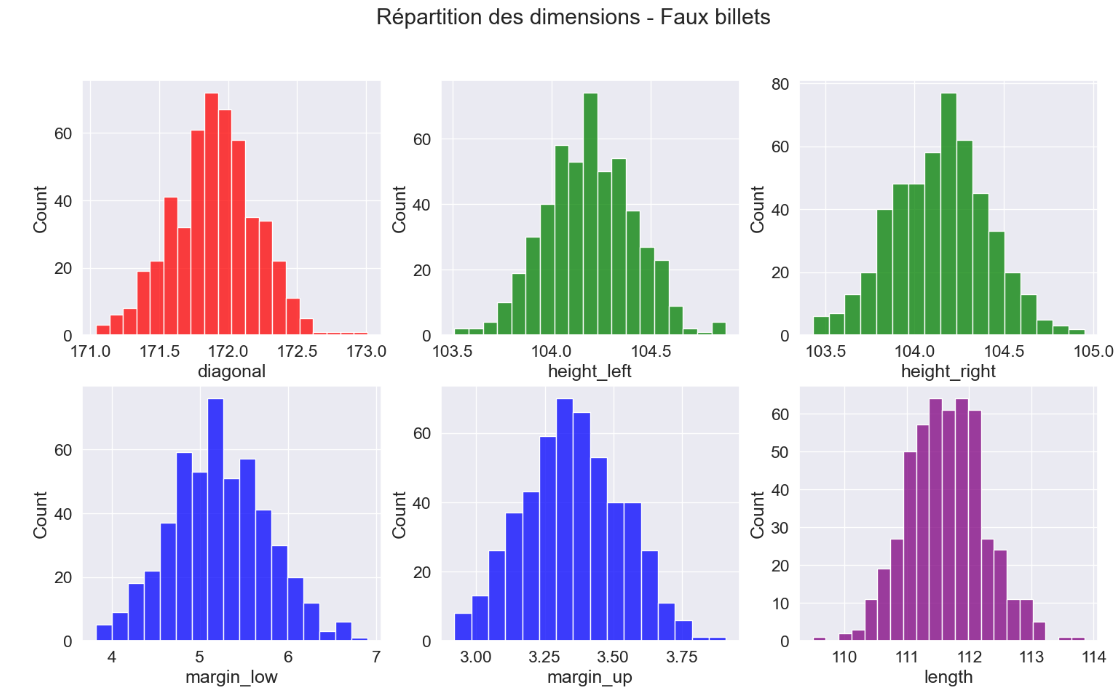 Répartition des dimensions - Faux billets
Count
60
40
20
0
171.0 171.5 172.0 172.5 173.0
diagonal
Count
60
40
20
0
103.5 104.0 104.5
height_left
Count
80
60
40
20
0
103.5 104.0 104.5 105.0
height_right
Count
60
40
20
0
4 5 6 7
margin_low
Count
60
40
20
0
3.00 3.25 3.50 3.75
margin_up
Count
60
50
40
30
20
10
0
110 111 112 113 114
length